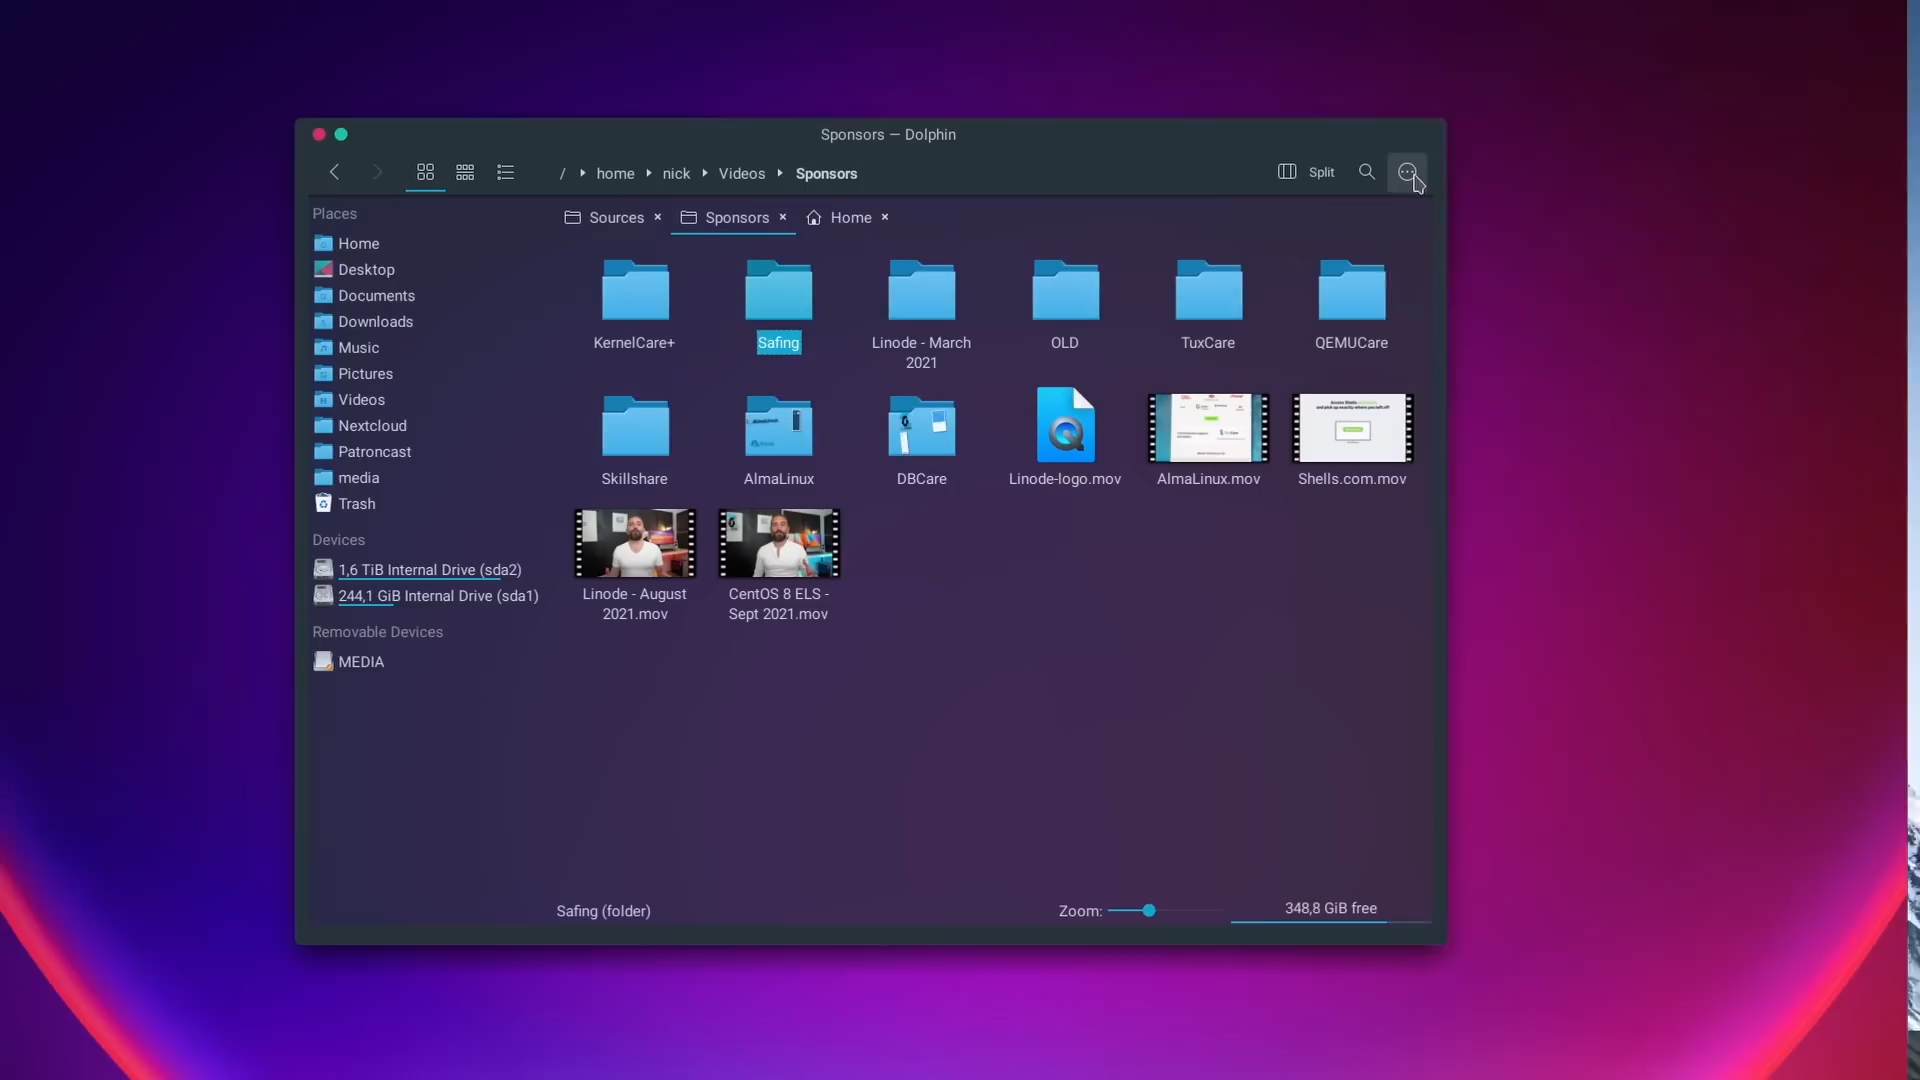 Sponsors — Dolphin
Split
/ home nick Videos Sponsors
Places
Home
Desktop
Documents
Downloads
Music
Pictures
Videos
Nextcloud
Patroncast
media
Trash
Devices
1,6 TiB Internal Drive (sda2)
244,1 GiB Internal Drive (sda1)
Removable Devices
MEDIA
Sources × Sponsors × Home ×
KernelCare+
Safing
Linode - March
2021
OLD
TuxCare
QEMUCare
Skillshare
AlmaLinux
DBCare
Linode-logo.mov
AlmaLinux.mov
Shells.com.mov
Linode - August
2021.mov
CentOS 8 ELS -
Sept 2021.mov
Safing (folder)
Zoom:
348,8 GiB free